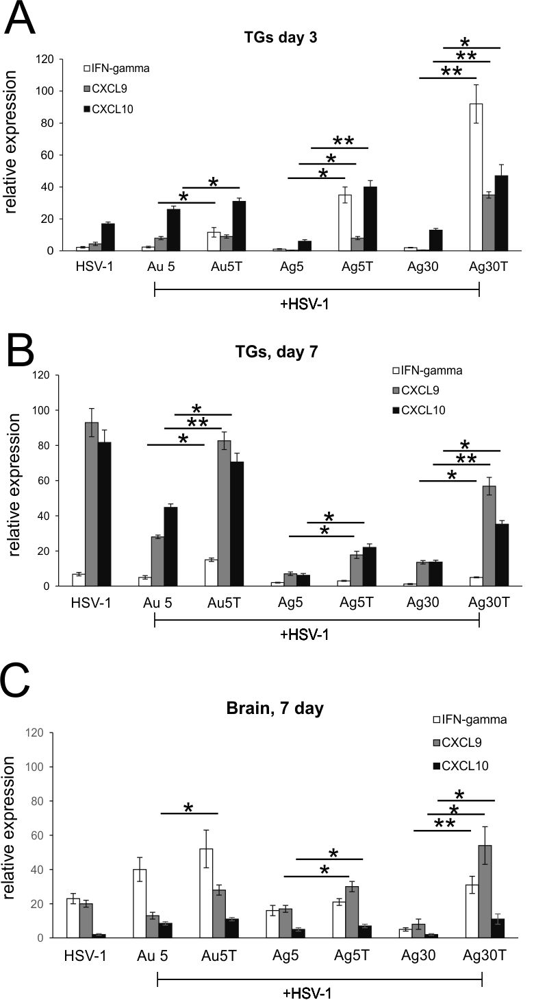 A
TGs day 3
relative expression
120
100
80
60
40
20
0
IFN-gamma
CXCL9
CXCL10
* ** **
* *
** * *
HSV-1 Au 5 Au5T Ag5 Ag5T Ag30 Ag30T
+HSV-1
B
TGs, day 7
relative expression
120
100
80
60
40
20
0
IFN-gamma
CXCL9
CXCL10
* ** *
* *
* ** *
HSV-1 Au 5 Au5T Ag5 Ag5T Ag30 Ag30T
+HSV-1
C
Brain, 7 day
relative expression
120
100
80
60
40
20
0
IFN-gamma
CXCL9
CXCL10
*
* *
* * **
HSV-1 Au 5 Au5T Ag5 Ag5T Ag30 Ag30T
+HSV-1